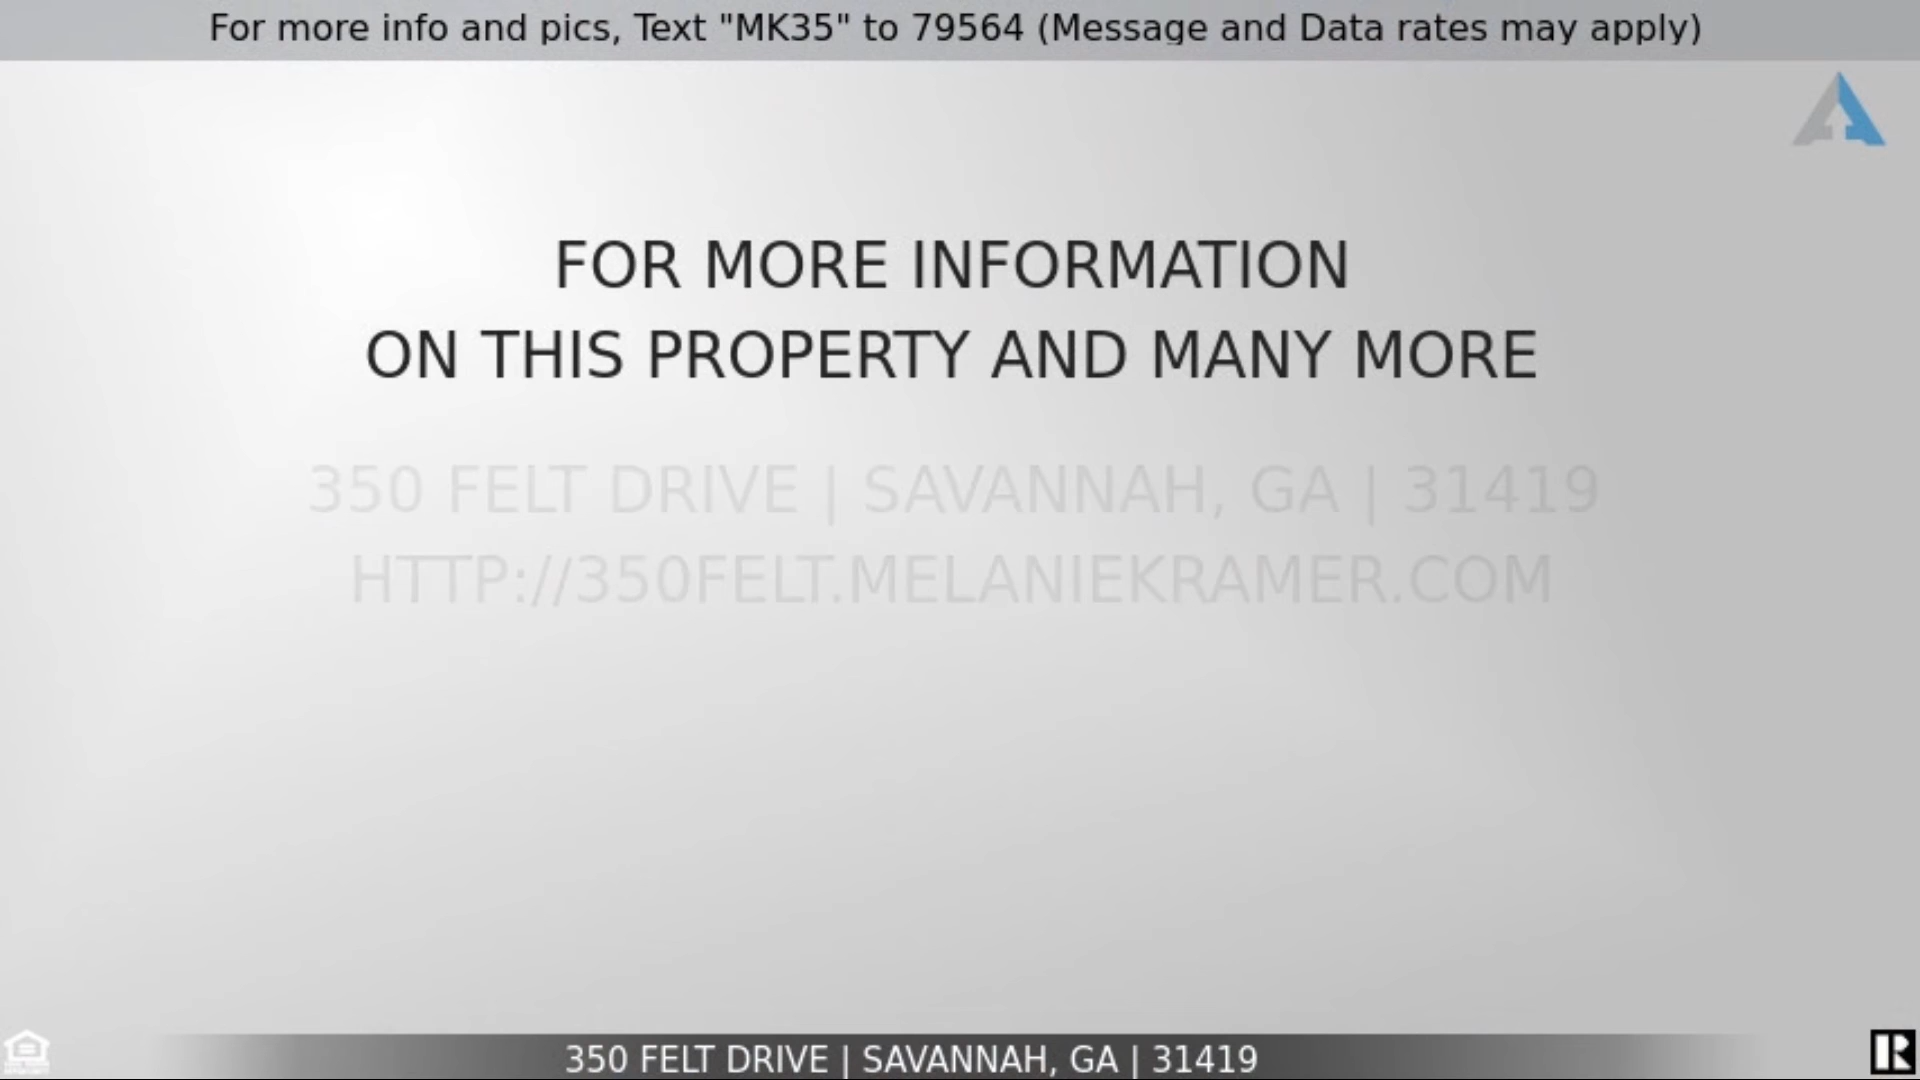 For more info and pics, Text "MK35" to 79564 (Message and Data rates may apply)
FOR MORE INFORMATION
ON THIS PROPERTY AND MANY MORE
350 FELT DRIVE | SAVANNAH, GA | 31419
HTTP://350FELT.MELANIEKRAMER.COM
350 FELT DRIVE | SAVANNAH, GA | 31419